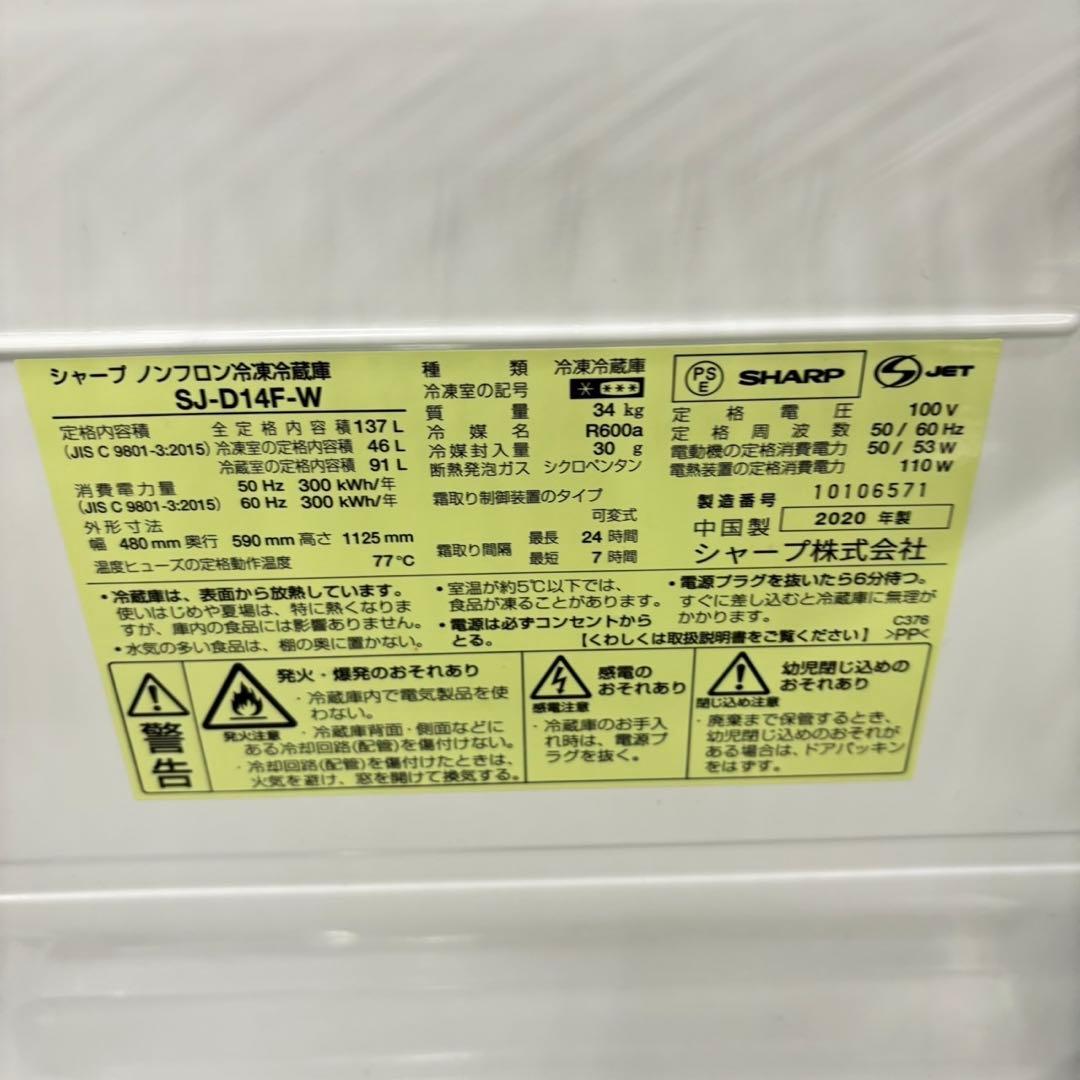 シャープ ノンフロン冷凍冷蔵庫
SJ-D14F-W
定格内容積 全定格内容積 137 L
(JIS C 9801-3:2015) 冷凍室の定格内容積 46 L
冷蔵室の定格内容積 91 L
消費電力量 50 Hz 300 kWh/年
(JIS C 9801-3:2015) 60 Hz 300 kWh/年
外形寸法
幅 480 mm 奥行 590 mm 高さ 1125 mm
温度ヒューズの定格動作温度 77℃
種類 冷凍冷蔵庫
冷凍室の記号
質量 34 kg
冷媒名 R600a
冷媒封入量 30 g
断熱発泡ガス シクロペンタン
霜取り制御装置のタイプ
可変式
霜取り間隔 最長 24 時間
最短 7 時間
PS
E
SHARP
JET
定格電圧 100 V
定格周波数 50 / 60 Hz
電動機の定格消費電力 50 / 53 W
電熱装置の定格消費電力 110 W
製造番号 10106571
中国製 2020 年製
シャープ株式会社
・冷蔵庫は、表面から放熱しています。
使いはじめや夏場は、特に熱くなりま
すが、庫内の食品には影響ありません。
・水気の多い食品は、棚の奥に置かない。
・室温が約5℃以下では、
食品が凍ることがあります。
・電源は必ずコンセントから
とる。
・電源プラグを抜いたら6分待つ。
すぐに差し込むと冷蔵庫に無理が
かかります。
C376
【くわしくは取扱説明書をご覧ください】 >PP<
警告
発火・爆発のおそれあり
・冷蔵庫内で電気製品を使
わない。
発火注意
・冷蔵庫背面・側面などに
ある冷却回路(配管)を傷付けない。
・冷却回路(配管)を傷付けたときは、
火気を避け、窓を開けて換気する。
感電の
おそれあり
感電注意
・冷蔵庫のお手入
れ時は、電源プ
ラグを抜く。
幼児閉じ込めの
おそれあり
閉じ込め注意
・廃棄まで保管するとき、
幼児閉じ込めのおそれが
ある場合は、ドアパッキン
をはずす。